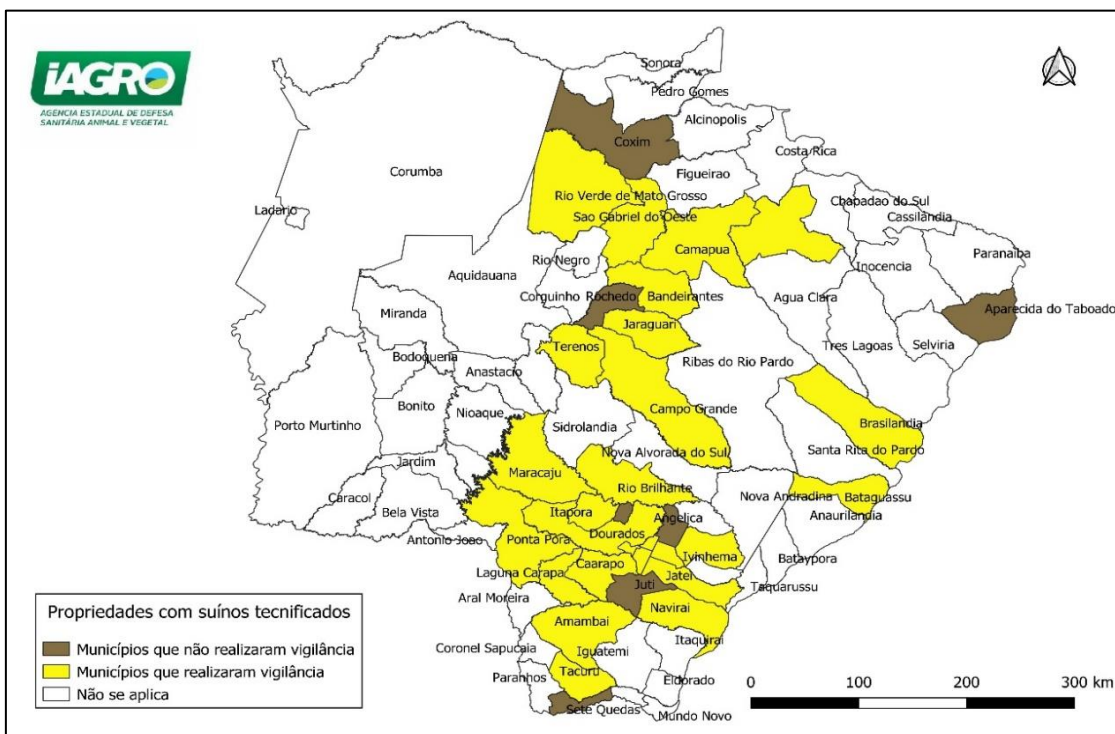 iAGRO
AGÊNCIA ESTADUAL DE DEFESA
SANITÁRIA ANIMAL E VEGETAL
Sonora
Pedro Gomes
Alcinopolis
Coxim
Costa Rica
Corumba
Figueirao
Ladario
Rio Verde de Mato Grosso
Chapadao do Sul
Sao Gabriel do Oeste
Cassilandia
Camapua
Paranaiba
Rio Negro
Inocencia
Aquidauana
Corguinho
Rochedo
Bandeirantes
Agua Clara
Aparecida do Taboado
Miranda
Jaraguari
Terenos
Tres Lagoas
Selviria
Bodoquena
Ribas do Rio Pardo
Anastacio
Bonito
Nioaque
Campo Grande
Porto Murtinho
Brasilandia
Sidrolandia
Nova Alvorada do Sul
Santa Rita do Pardo
Jardim
Maracaju
Rio Brilhante
Caracol
Nova Andradina
Bataguassu
Bela Vista
Itapora
Angelica
Anaurilandia
Antonio Joao
Ponta Pora
Dourados
Ivinhema
Bataypora
Laguna Carapa
Caarapo
Jatei
Taquarussu
Juti
Aral Moreira
Navirai
Amambai
Coronel Sapucaia
Iguatemi
Itaquirai
Paranhos
Tacuru
Eldorado
Sete Quedas
Mundo Novo
Propriedades com suínos tecnificados
Municípios que não realizaram vigilância
Municípios que realizaram vigilância
Não se aplica
0 100 200 300 km